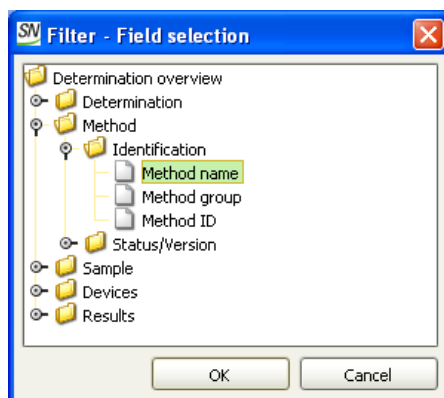 SN Filter - Field selection
Determination overview
Determination
Method
Identification
Method name
Method group
Method ID
Status/Version
Sample
Devices
Results
OK Cancel